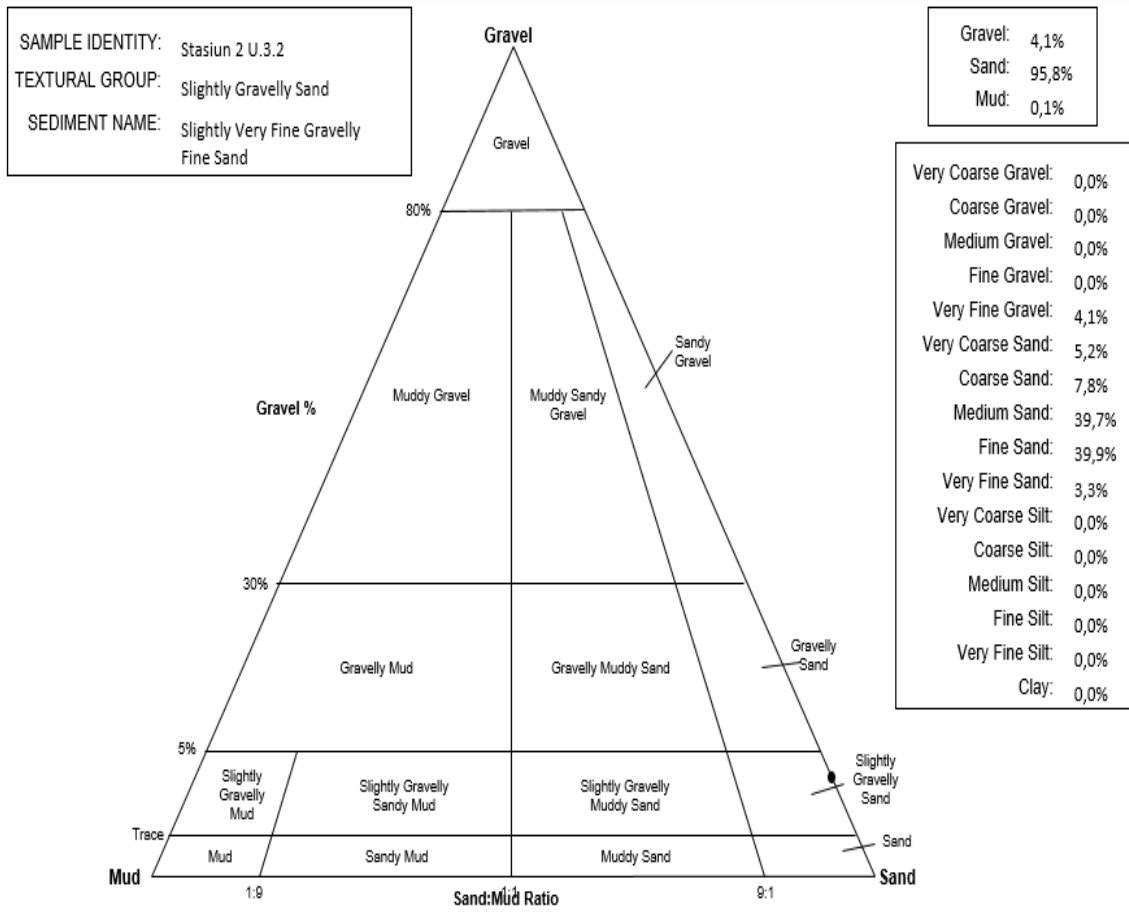 SAMPLE IDENTITY: Stasiun 2 U.3.2
TEXTURAL GROUP: Slightly Gravelly Sand
SEDIMENT NAME: Slightly Very Fine Gravelly
Fine Sand
Gravel: 4,1%
Sand: 95,8%
Mud: 0,1%
Very Coarse Gravel: 0,0%
Coarse Gravel: 0,0%
Medium Gravel: 0,0%
Fine Gravel: 0,0%
Very Fine Gravel: 4,1%
Very Coarse Sand: 5,2%
Coarse Sand: 7,8%
Medium Sand: 39,7%
Fine Sand: 39,9%
Very Fine Sand: 3,3%
Very Coarse Silt: 0,0%
Coarse Silt: 0,0%
Medium Silt: 0,0%
Fine Silt: 0,0%
Very Fine Silt: 0,0%
Clay: 0,0%
Gravel
Gravel
80%
Sandy
Gravel
Muddy Gravel
Muddy Sandy
Gravel
Gravel %
30%
Gravelly Mud
Gravelly Muddy Sand
Gravelly
Sand
5%
Slightly
Gravelly
Mud
Slightly Gravelly
Sandy Mud
Slightly Gravelly
Muddy Sand
Slightly
Gravelly
Sand
Trace
Mud
Sandy Mud
Muddy Sand
Sand
Mud
Sand
1:9
1:1
9:1
Sand:Mud Ratio